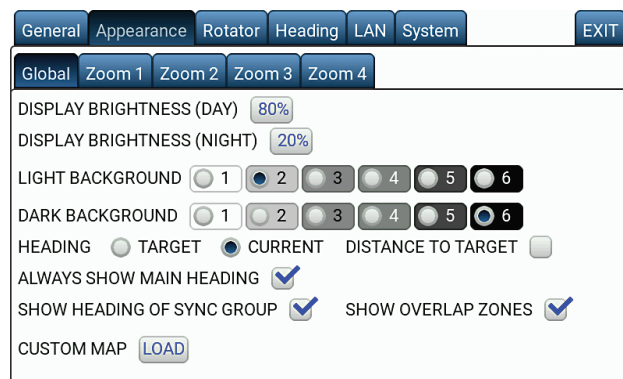 General Appearance Rotator Heading LAN System EXIT
Global Zoom 1 Zoom 2 Zoom 3 Zoom 4
DISPLAY BRIGHTNESS (DAY) 80%
DISPLAY BRIGHTNESS (NIGHT) 20%
LIGHT BACKGROUND 1 2 3 4 5 6
DARK BACKGROUND 1 2 3 4 5 6
HEADING TARGET CURRENT DISTANCE TO TARGET
ALWAYS SHOW MAIN HEADING
SHOW HEADING OF SYNC GROUP SHOW OVERLAP ZONES
CUSTOM MAP LOAD